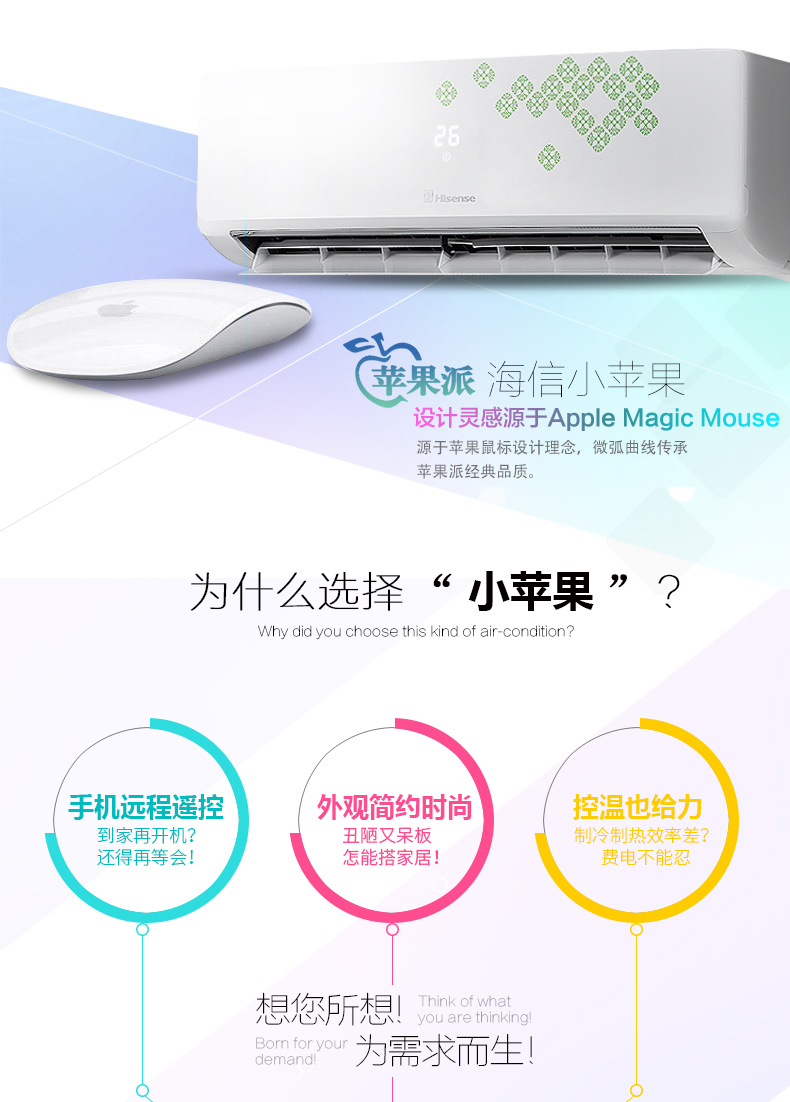 26
Hisense
苹果派 海信小苹果
设计灵感源于Apple Magic Mouse
源于苹果鼠标设计理念，微弧曲线传承
苹果派经典品质。
为什么选择“小苹果”？
Why did you choose this kind of air-condition?
手机远程遥控
到家再开机？
还得再等会！
外观简约时尚
丑陋又呆板
怎能搭家居！
控温也给力
制冷制热效率差？
费电不能忍
想您所想！
Think of what
you are thinking!
Born for your
demand!
为需求而生！